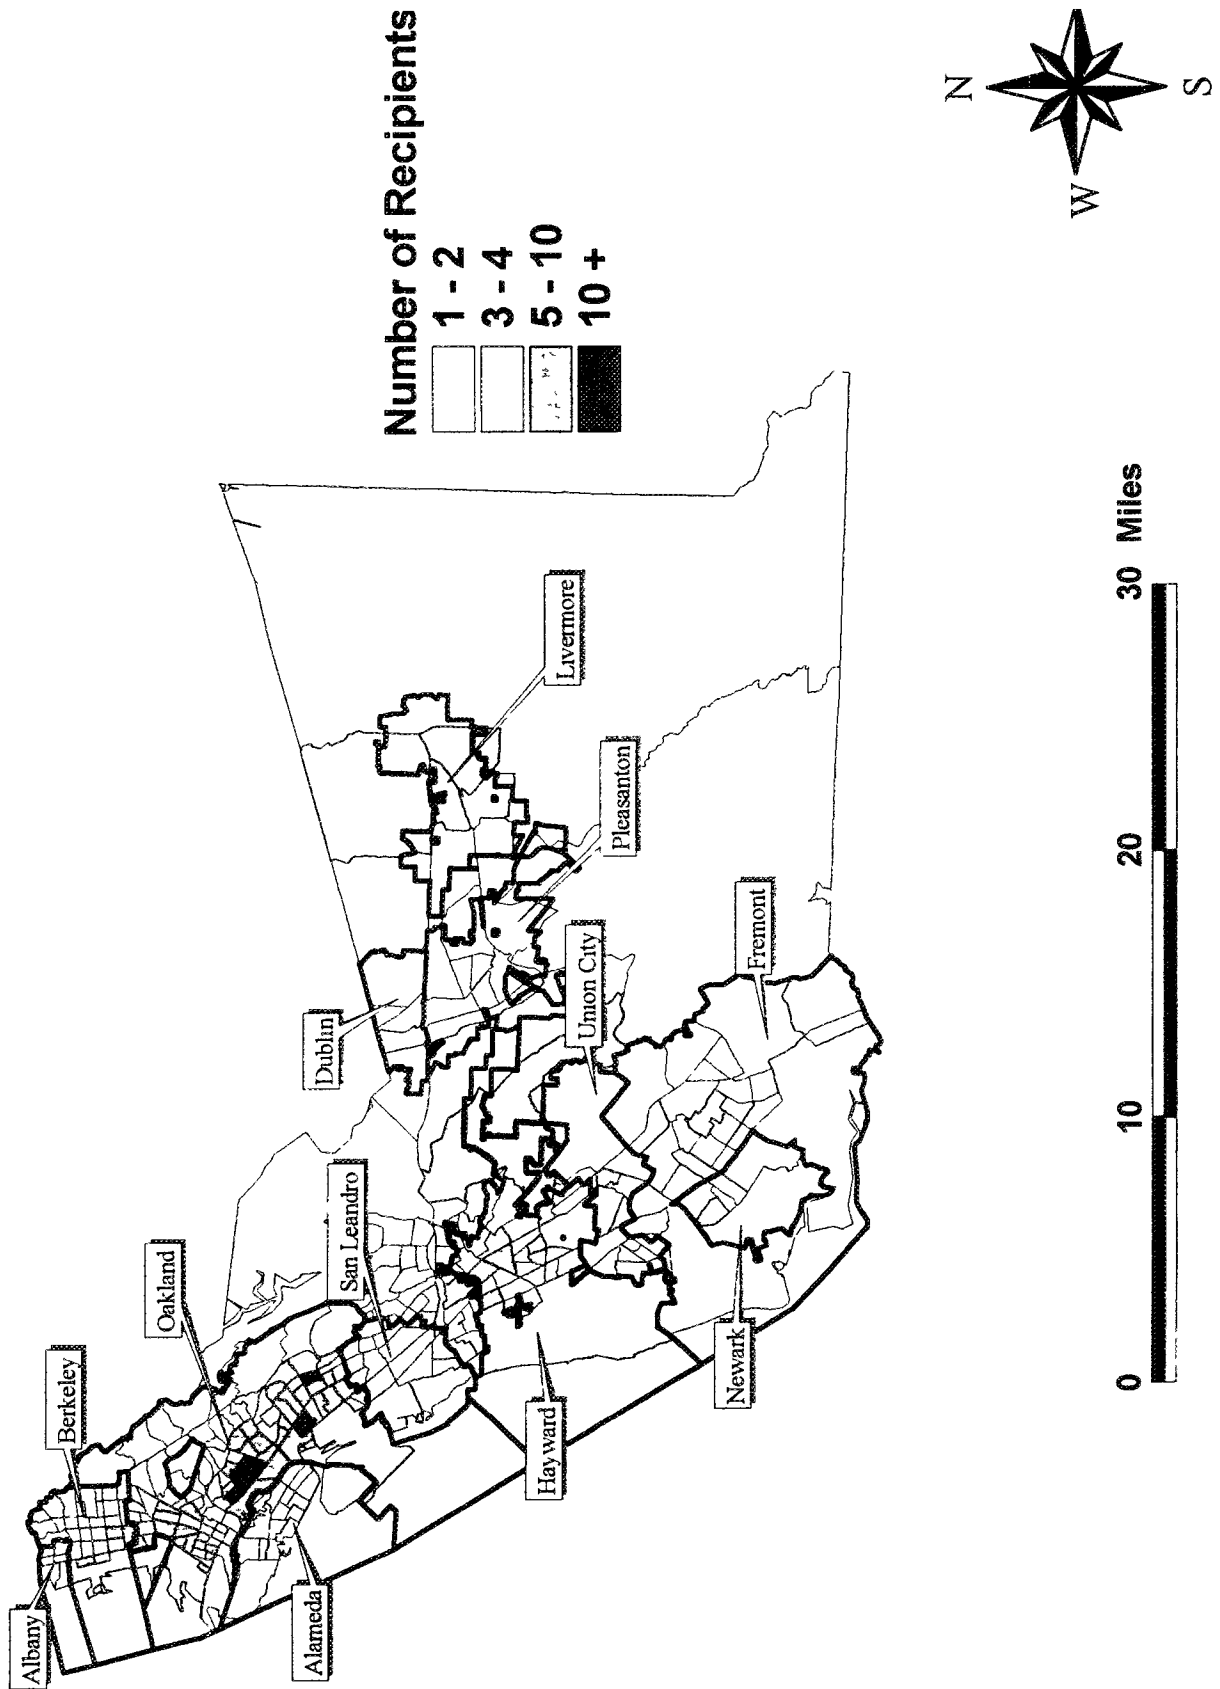 Number of Recipients
1 - 2
3 - 4
5 - 10
10 +
N
W
S
Albany
Berkeley
Oakland
San Leandro
Dublin
Livermore
Pleasanton
Union City
Fremont
Newark
Hayward
Alameda
0 10 20 30 Miles